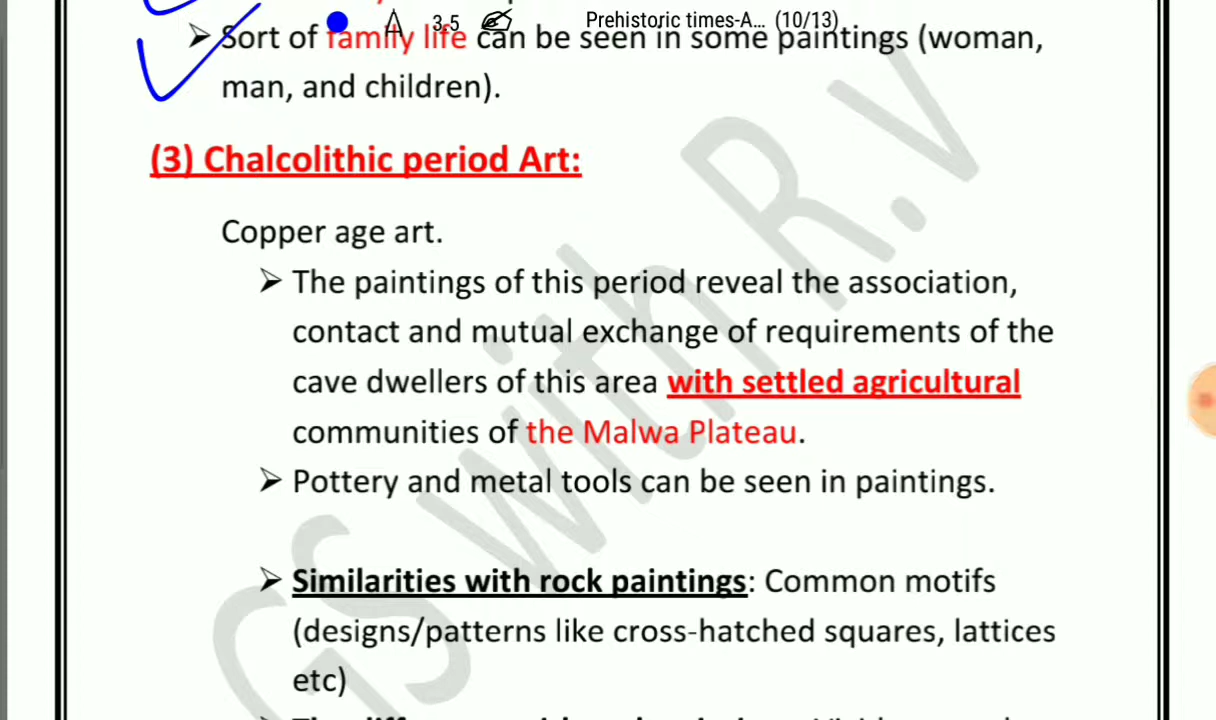 A 3.5 Prehistoric times-A... (10/13)
➢ Sort of family life can be seen in some paintings (woman,
man, and children).
(3) Chalcolithic period Art:
Copper age art.
➢ The paintings of this period reveal the association,
contact and mutual exchange of requirements of the
cave dwellers of this area with settled agricultural
communities of the Malwa Plateau.
➢ Pottery and metal tools can be seen in paintings.
➢ Similarities with rock paintings: Common motifs
(designs/patterns like cross-hatched squares, lattices
etc)
GS with R.v